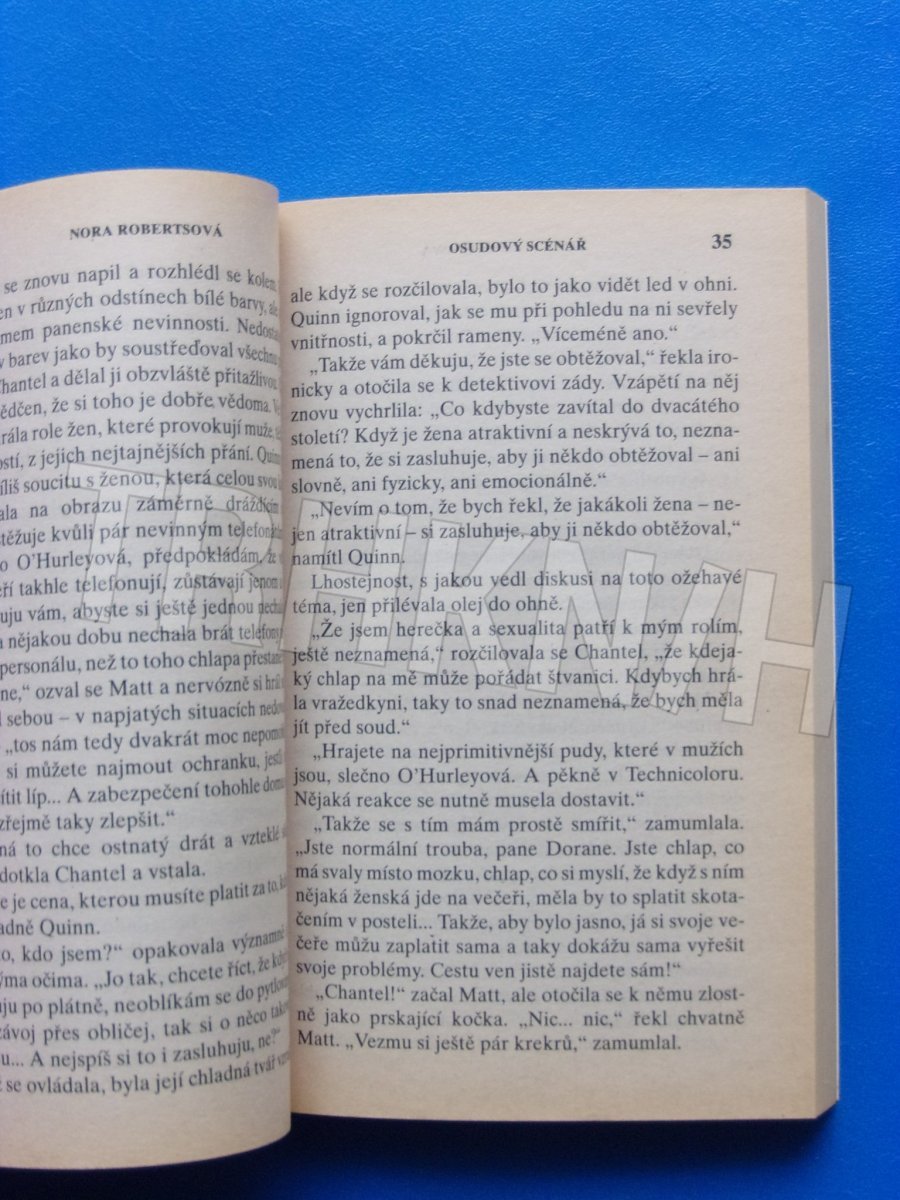 NORA ROBERTSOVÁ
se znovu napil a rozhlédl se kolem.
v různých odstínech bílé barvy, ale
panenské nevinnosti.
barev jako by soustřeďoval všechnu
Chantel a dělal ji obzvláště přitažlivou.
že si toho je dobře vědoma.
role žen, které provokují muže,
z jejich nejtajnějších přání.
soucitu s ženou, která celou svou
na obrazu záměrně dráždícím
kvůli pár nevinným
O’Hurleyová, předpokládám, že
takhle telefonují, zůstávají jenom
vám, abyste si ještě jednou
nějakou dobu nechala brát telefony
personálu, než to toho chlapa přestane
ozval se Matt a nervózně si hrál
sebou – v napjatých situacích
„tos nám tedy dvakrát moc nepomohl
si můžete najmout ochranku, jestli
líp... A zabezpečení tohohle domu
taky zlepšit.“
to chce ostnatý drát a vzteklé
Chantel a vstala.
je cena, kterou musíte platit za to,
Quinn.
kdo jsem?“ opakovala významně
očima. „Jo tak, chcete říct, že když
po plátně, neoblíkám se do pytlov
přes obličej, tak si o něco takov
A nejspíš si to i zasluhuju, ne?“
se ovládala, byla její chladná tvář
OSUDOVÝ SCÉNÁŘ 35
ale když se rozčilovala, bylo to jako vidět led v ohni.
Quinn ignoroval, jak se mu při pohledu na ni sevřely
vnitřnosti, a pokrčil rameny. „Víceméně ano.“
„Takže vám děkuju, že jste se obtěžoval,“ řekla iro-
nicky a otočila se k detektivovi zády. Vzápětí na něj
znovu vychrlila: „Co kdybyste zavítal do dvacátého
století? Když je žena atraktivní a neskrývá to, nezna-
mená to, že si zasluhuje, aby ji někdo obtěžoval – ani
slovně, ani fyzicky, ani emocionálně.“
„Nevím o tom, že bych řekl, že jakákoli žena – ne-
jen atraktivní – si zasluhuje, aby ji někdo obtěžoval,“
namítl Quinn.
Lhostejnost, s jakou vedl diskusi na toto ožehavé
téma, jen přilévala olej do ohně.
„Že jsem herečka a sexualita patří k mým rolím,
ještě neznamená,“ rozčilovala se Chantel, „že kdeja-
ký chlap na mě může pořádat štvanici. Kdybych hrá-
la vražedkyni, taky to snad neznamená, že bych měla
jít před soud.“
„Hrajete na nejprimitivnější pudy, které v mužích
jsou, slečno O’Hurleyová. A pěkně v Technicoloru.
Nějaká reakce se nutně musela dostavit.“
„Takže se s tím mám prostě smířit,“ zamumlala.
„Jste normální trouba, pane Dorane. Jste chlap, co
má svaly místo mozku, chlap, co si myslí, že když s ním
nějaká ženská jde na večeři, měla by to splatit skota-
čením v posteli... Takže, aby bylo jasno, já si svoje ve-
čeře můžu zaplatit sama a taky dokážu sama vyřešit
svoje problémy. Cestu ven jistě najdete sám!“
„Chantel!“ začal Matt, ale otočila se k němu zlost-
ně jako prskající kočka. „Nic... nic,“ řekl chvatně
Matt. „Vezmu si ještě pár krekrů,“ zamumlal.